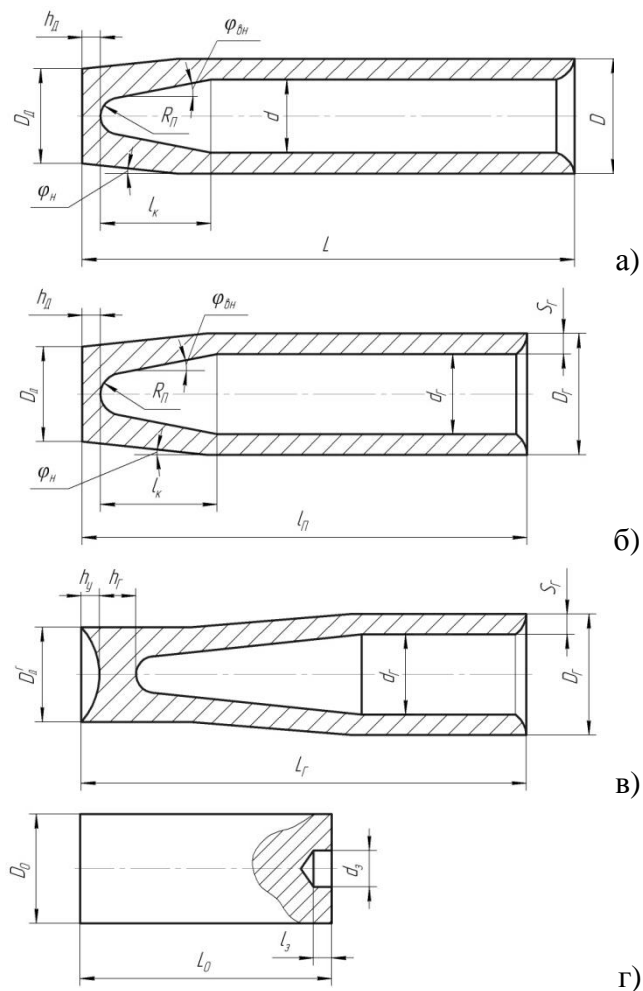 h_Д
φ_вн
D_Д
R_П
d
D
φ_н
l_к
L
а)
h_Д
φ_вн
S_Г
D_Д
R_П
d_Г
D_Г
φ_н
l_к
l_П
б)
h_у
h_Г
S_Г
d_Г
D_Г
L_Г
в)
D_0
d_з
l_з
L_0
г)